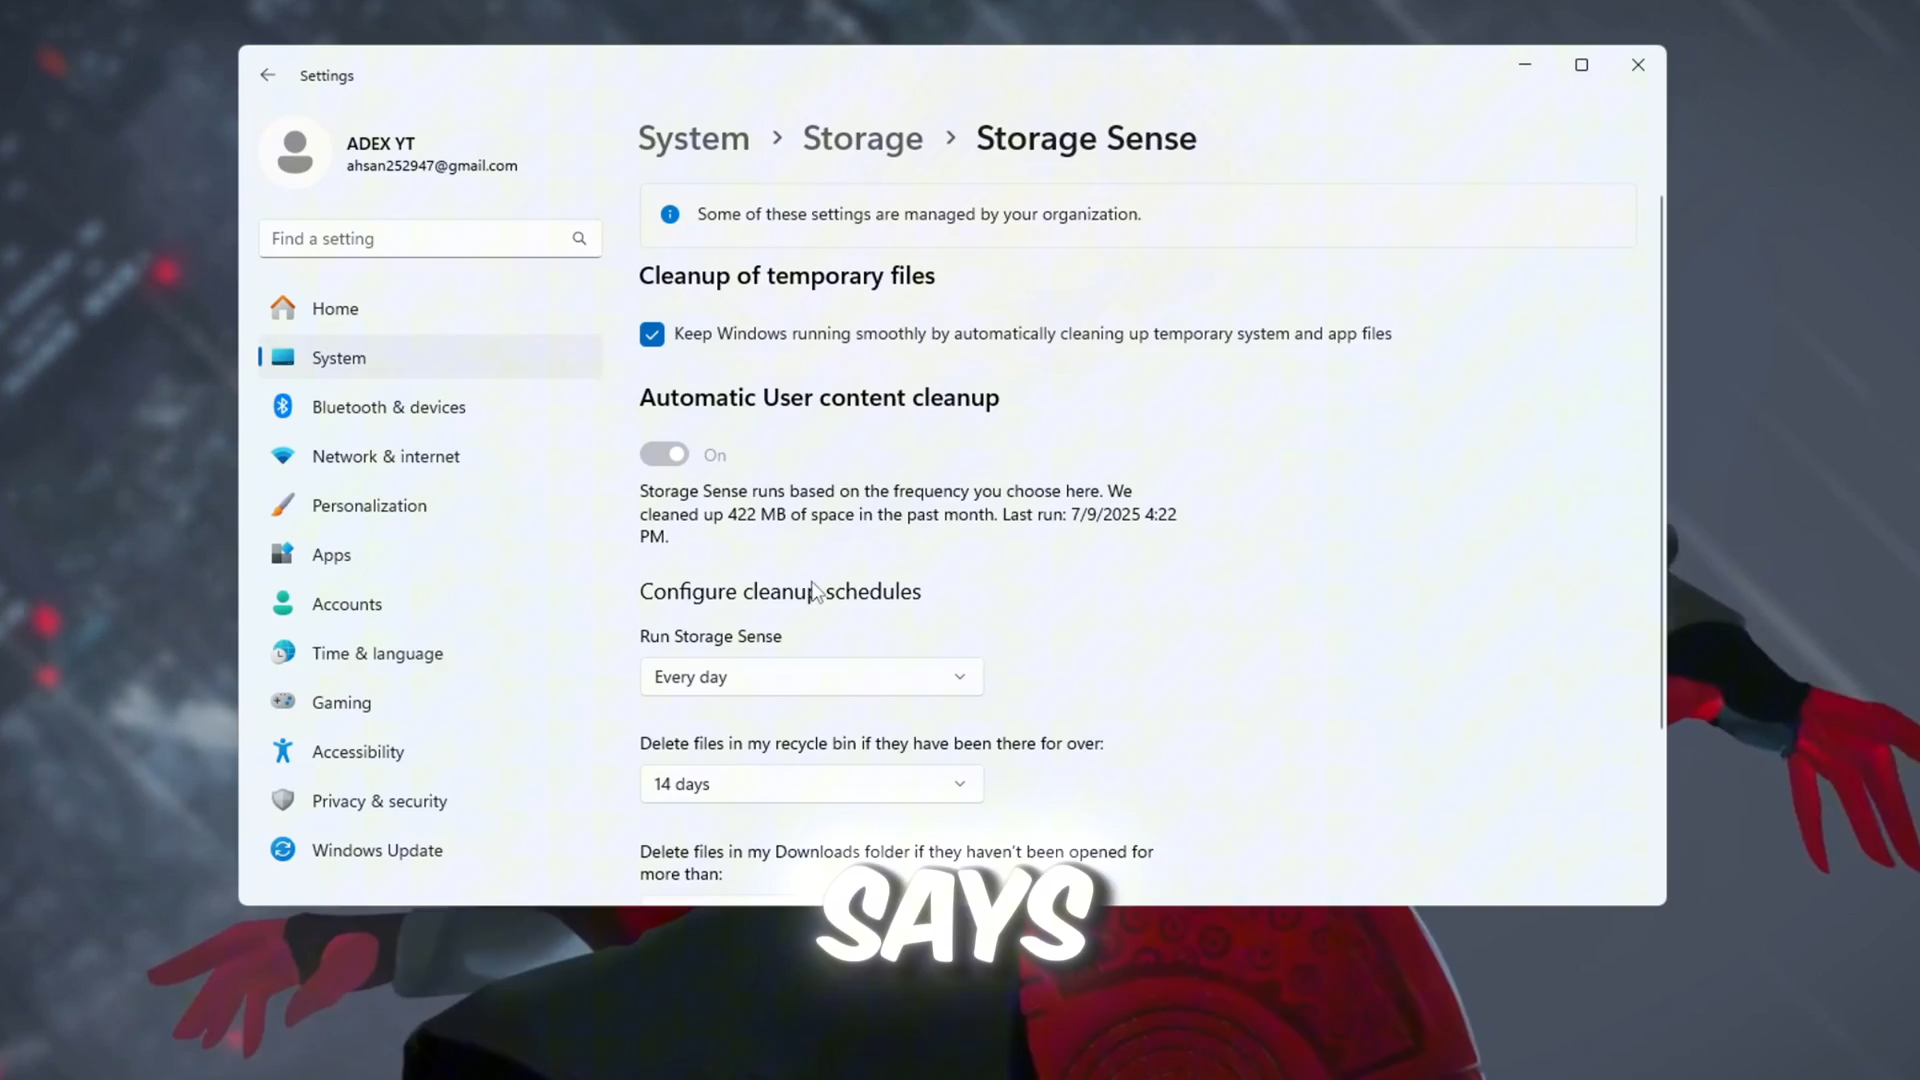 Settings
ADEX YT
ahsan252947@gmail.com
Find a setting
Home
System
Bluetooth & devices
Network & internet
Personalization
Apps
Accounts
Time & language
Gaming
Accessibility
Privacy & security
Windows Update
System > Storage > Storage Sense
Some of these settings are managed by your organization.
Cleanup of temporary files
Keep Windows running smoothly by automatically cleaning up temporary system and app files
Automatic User content cleanup
On
Storage Sense runs based on the frequency you choose here. We
cleaned up 422 MB of space in the past month. Last run: 7/9/2025 4:22
PM.
Configure cleanup schedules
Run Storage Sense
Every day
Delete files in my recycle bin if they have been there for over:
14 days
Delete files in my Downloads folder if they haven't been opened for
more than:
SAYS